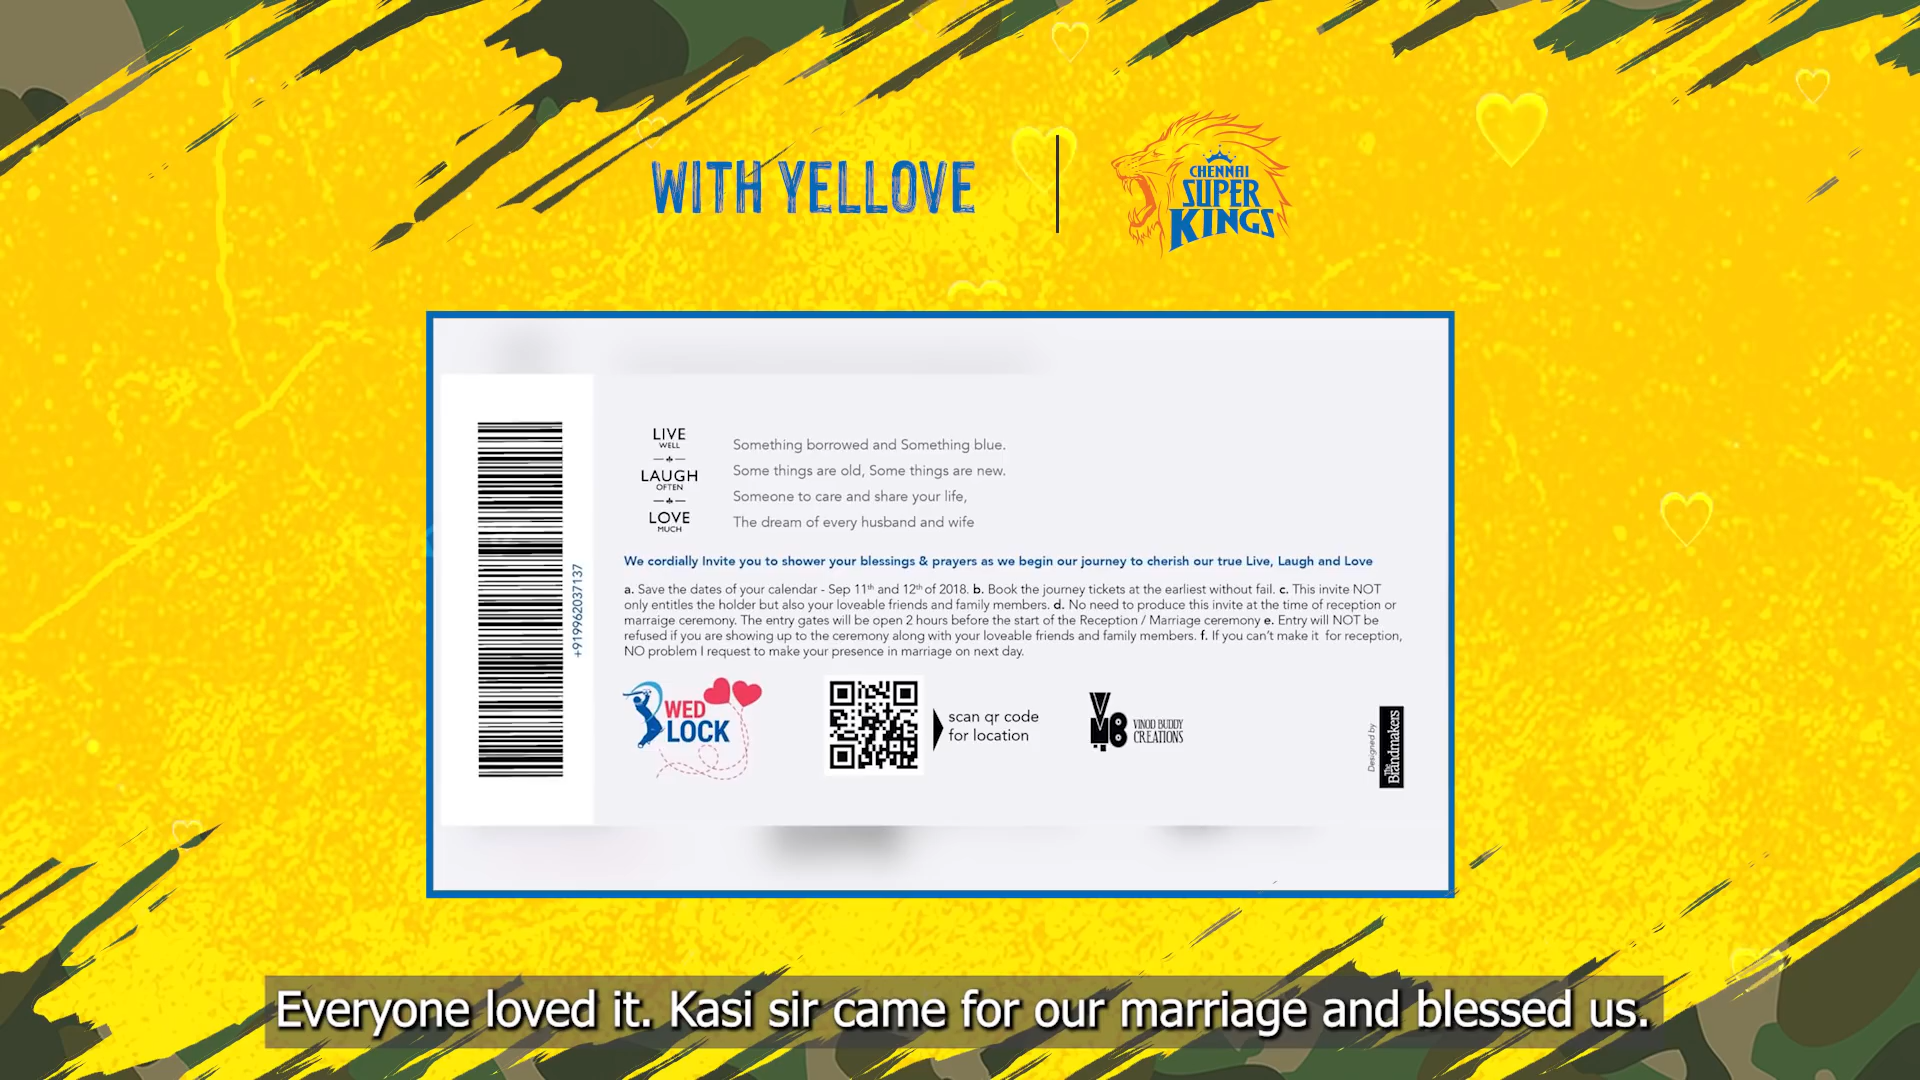 WITH YELLOVE
CHENNAI
SUPER
KINGS
LIVE
WELL
LAUGH
OFTEN
LOVE
MUCH
Something borrowed and Something blue.
Some things are old, Some things are new.
Someone to care and share your life,
The dream of every husband and wife
We cordially Invite you to shower your blessings & prayers as we begin our journey to cherish our true Live, Laugh and Love
a. Save the dates of your calendar - Sep 11th and 12th of 2018. b. Book the journey tickets at the earliest without fail. c. This invite NOT
only entitles the holder but also your loveable friends and family members. d. No need to produce this invite at the time of reception or
marraige ceremony. The entry gates will be open 2 hours before the start of the Reception / Marriage ceremony e. Entry will NOT be
refused if you are showing up to the ceremony along with your loveable friends and family members. f. If you can't make it for reception,
NO problem I request to make your presence in marriage on next day.
+919962037137
WED
LOCK
scan qr code
for location
VMB
VINOD BUDDY
CREATIONS
Designed by
The Brandmakers
Everyone loved it. Kasi sir came for our marriage and blessed us.